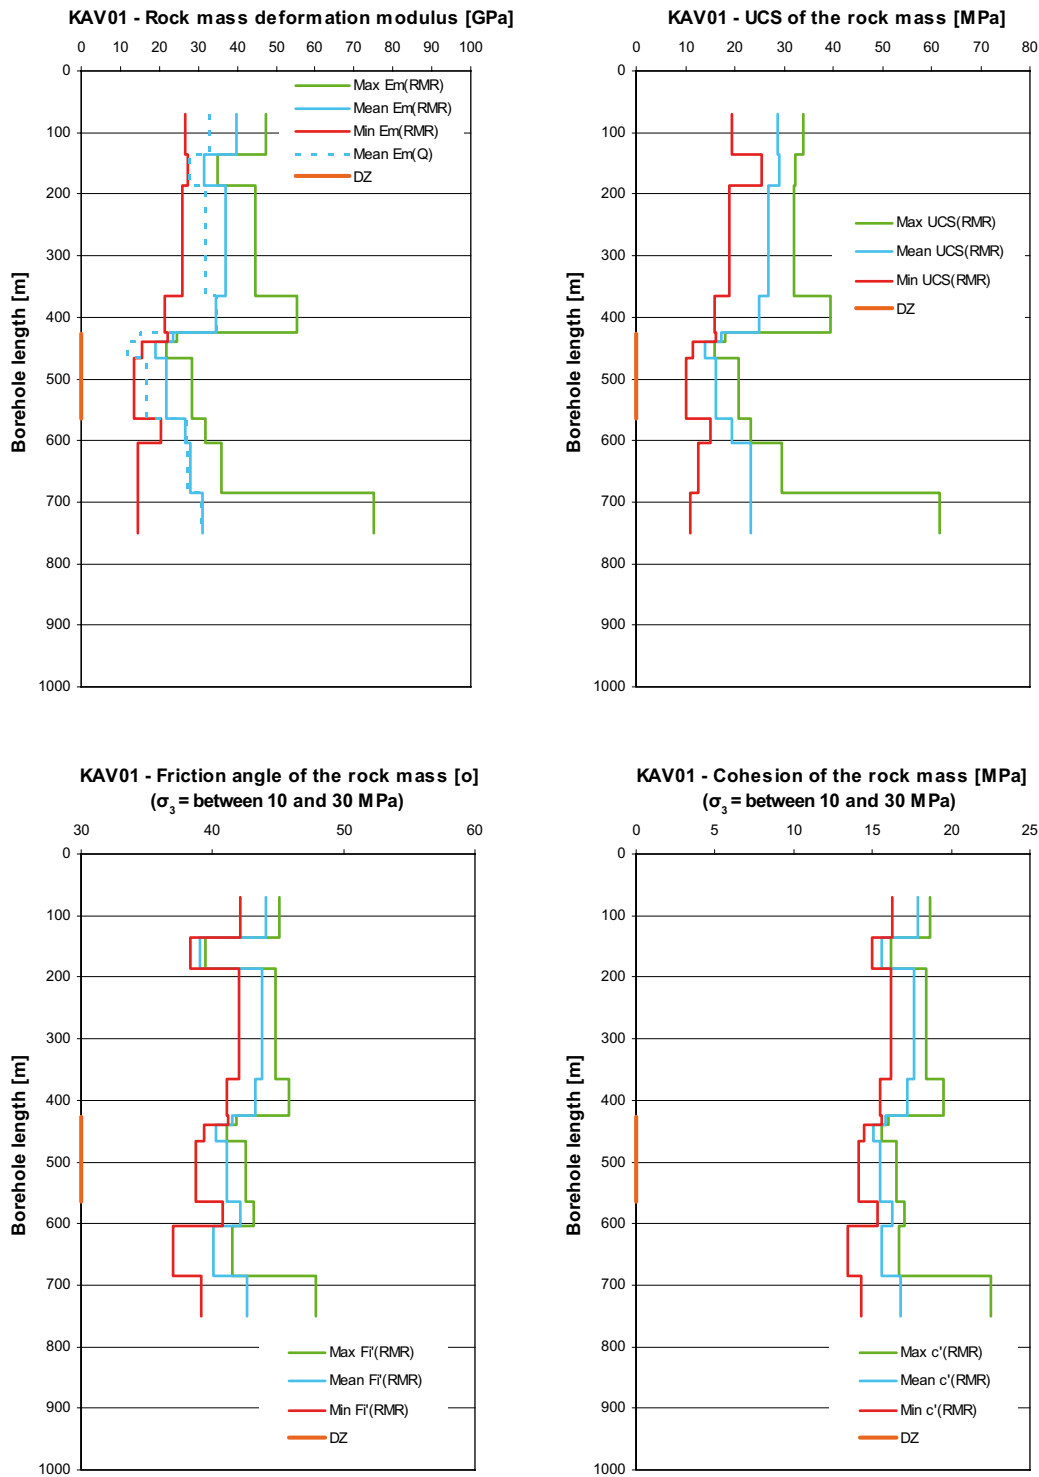 KAV01 - Rock mass deformation modulus [GPa]
0 10 20 30 40 50 60 70 80 90 100
0
100
200
300
400
500
600
700
800
900
1000
Borehole length [m]
Max Em(RMR)
Mean Em(RMR)
Min Em(RMR)
Mean Em(Q)
DZ
KAV01 - UCS of the rock mass [MPa]
0 10 20 30 40 50 60 70 80
0
100
200
300
400
500
600
700
800
900
1000
Borehole length [m]
Max UCS(RMR)
Mean UCS(RMR)
Min UCS(RMR)
DZ
KAV01 - Friction angle of the rock mass [o]
(σ₃ = between 10 and 30 MPa)
30 40 50 60
0
100
200
300
400
500
600
700
800
900
1000
Borehole length [m]
Max Fi'(RMR)
Mean Fi'(RMR)
Min Fi'(RMR)
DZ
KAV01 - Cohesion of the rock mass [MPa]
(σ₃ = between 10 and 30 MPa)
0 5 10 15 20 25
0
100
200
300
400
500
600
700
800
900
1000
Borehole length [m]
Max c'(RMR)
Mean c'(RMR)
Min c'(RMR)
DZ